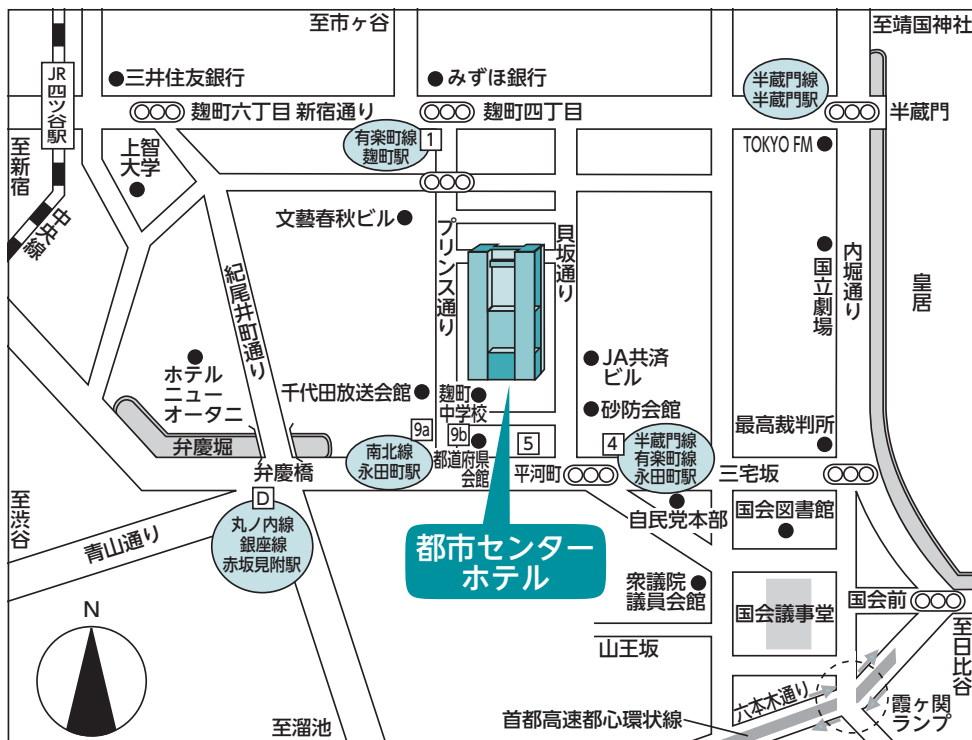 至市ヶ谷
至靖国神社
三井住友銀行
みずほ銀行
半蔵門線
半蔵門駅
JR四ツ谷駅
麹町六丁目
新宿通り
麹町四丁目
半蔵門
有楽町線
麹町駅
1
TOKYO FM
至新宿
上智
大学
中央線
文藝春秋ビル
プリンス通り
貝坂通り
国立劇場
内堀通り
皇居
紀尾井町通り
ホテル
ニュー
オータニ
JA共済
ビル
千代田放送会館
麹町
中学校
砂防会館
最高裁判所
弁慶堀
9a
9b
5
4
南北線
永田町駅
都道府県
会館
半蔵門線
有楽町線
永田町駅
弁慶橋
平河町
三宅坂
至渋谷
D
丸ノ内線
銀座線
赤坂見附駅
青山通り
自民党本部
国会図書館
都市センター
ホテル
衆議院
議員会館
国会議事堂
国会前
N
山王坂
至日比谷
六本木通り
霞ヶ関
ランプ
至溜池
首都高速都心環状線